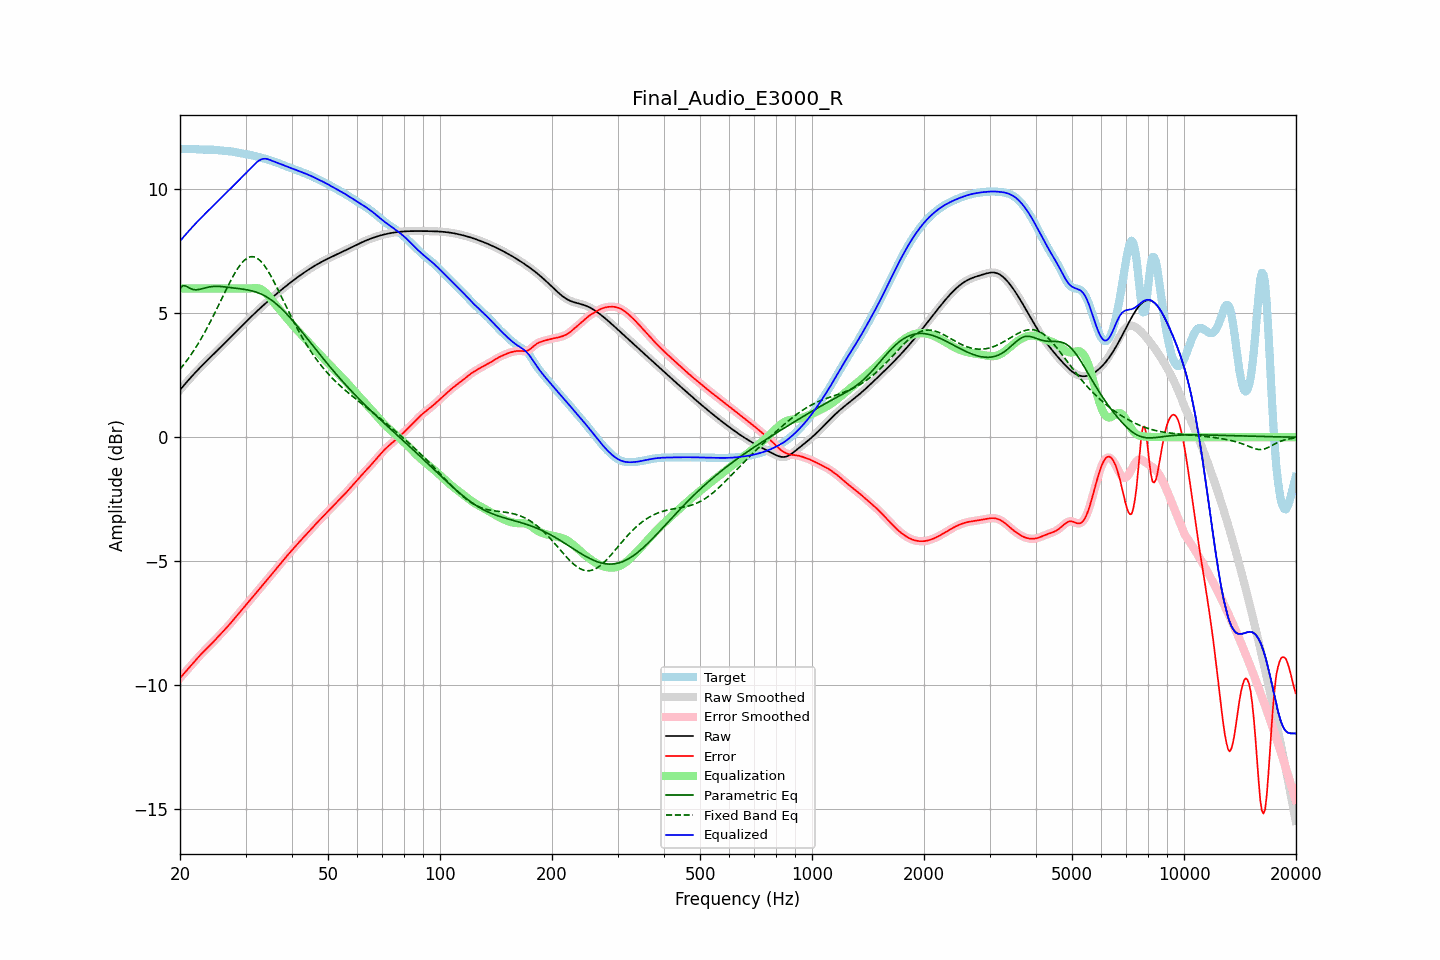 Final_Audio_E3000_R
Amplitude (dBr)
10
5
0
−5
−10
−15
Target
Raw Smoothed
Error Smoothed
Raw
Error
Equalization
Parametric Eq
Fixed Band Eq
Equalized
20 50 100 200 500 1000 2000 5000 10000 20000
Frequency (Hz)